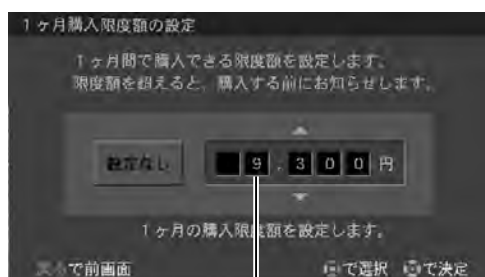 1ヶ月購入限度額の設定
1ヶ月間で購入できる限度額を設定します。
限度額を超えると、購入する前にお知らせします。
設定なし
9,300円
1ヶ月の購入限度額を設定します。
で前画面
で選択
で決定